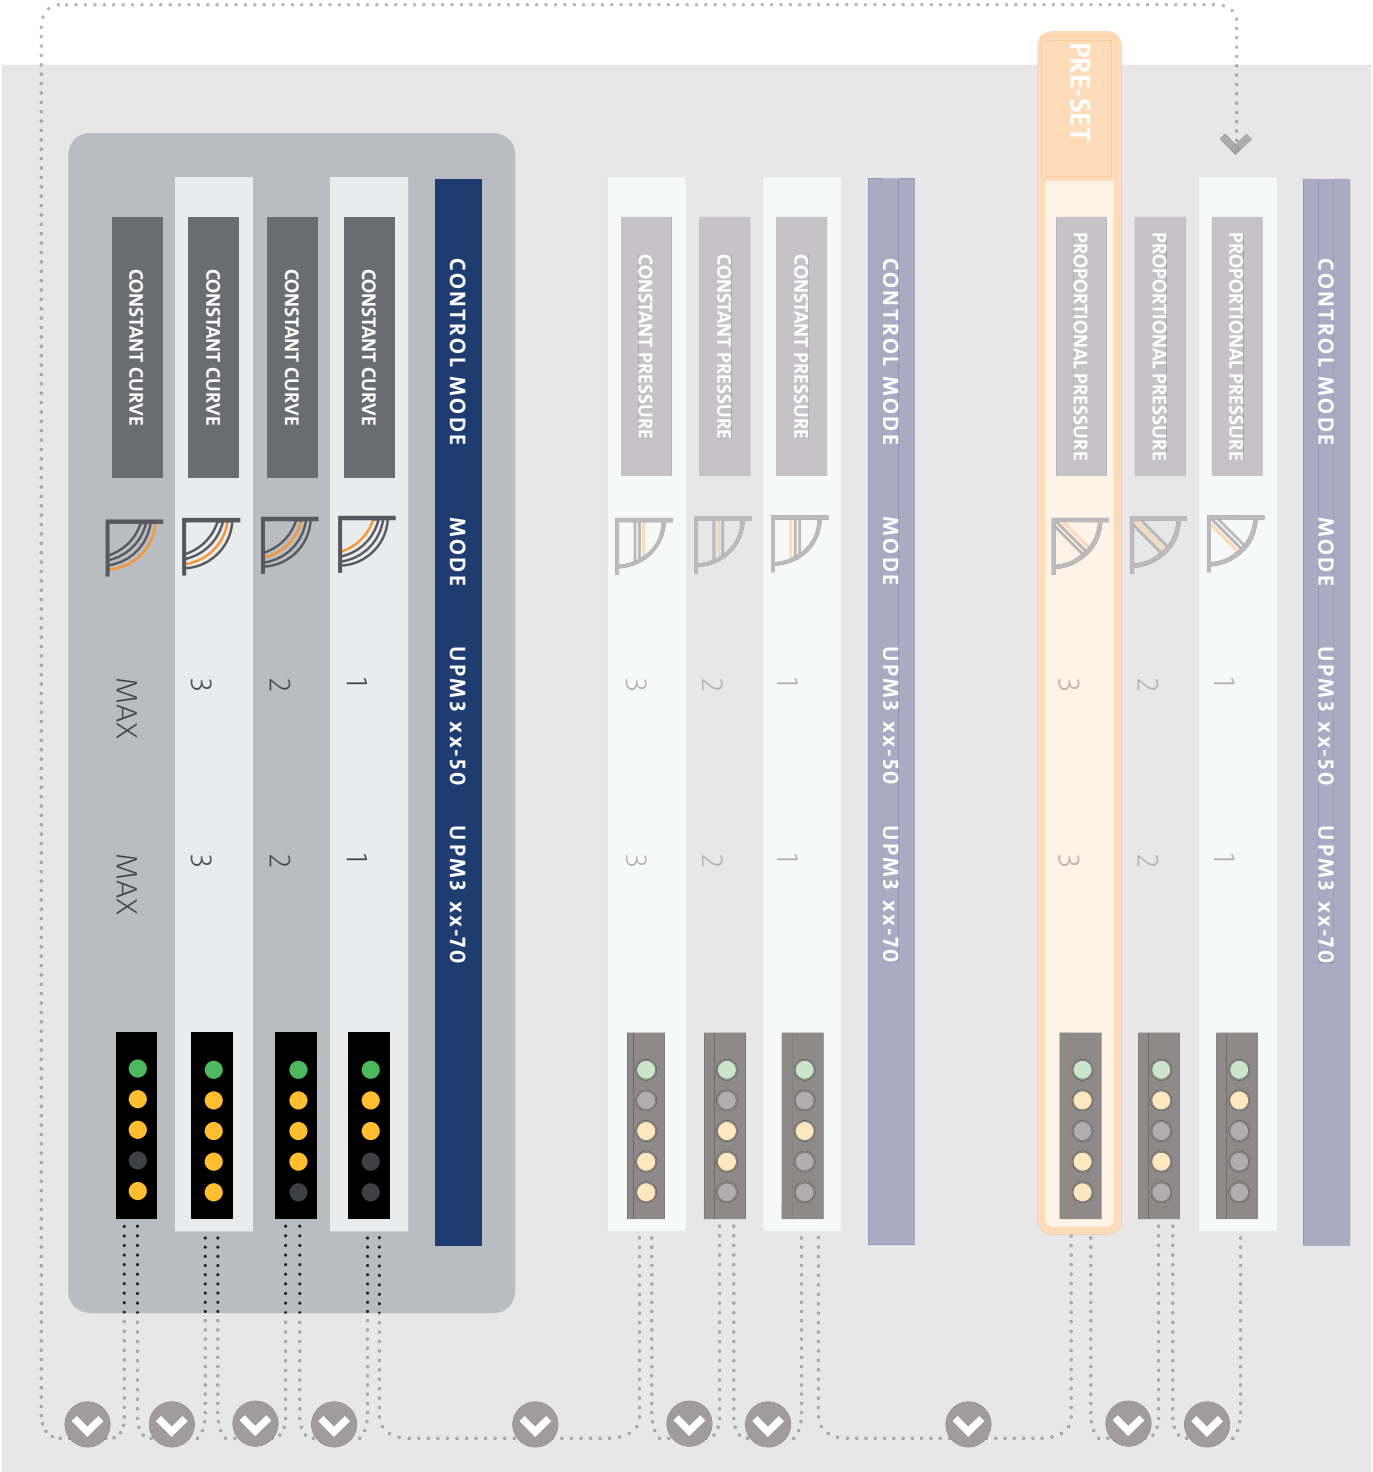 PRE-SET
CONTROL MODE MODE UPM3 xx-50 UPM3 xx-70
PROPORTIONAL PRESSURE 1 1
PROPORTIONAL PRESSURE 2 2
PROPORTIONAL PRESSURE 3 3
CONTROL MODE MODE UPM3 xx-50 UPM3 xx-70
CONSTANT PRESSURE 1 1
CONSTANT PRESSURE 2 2
CONSTANT PRESSURE 3 3
CONTROL MODE MODE UPM3 xx-50 UPM3 xx-70
CONSTANT CURVE 1 1
CONSTANT CURVE 2 2
CONSTANT CURVE 3 3
CONSTANT CURVE MAX MAX